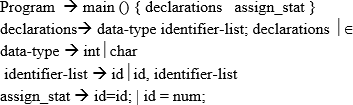 Program → main () { declarations assign_stat }
declarations→ data-type identifier-list; declarations |∈
data-type → int|char
identifier-list → id|id, identifier-list
assign_stat → id=id; | id = num;